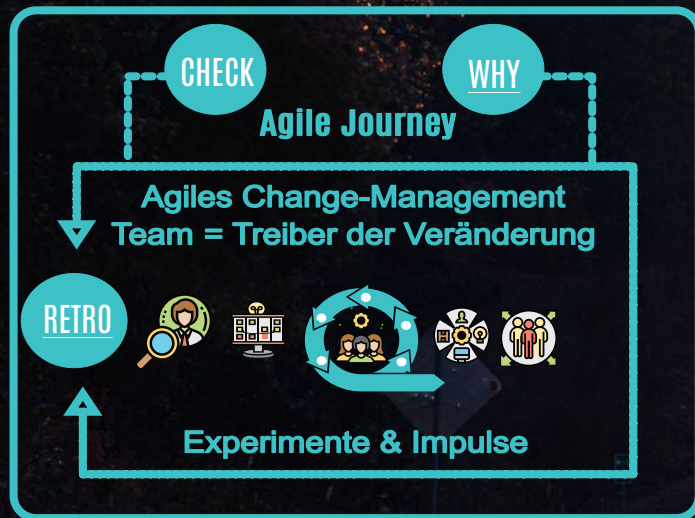 CHECK
WHY
Agile Journey
Agiles Change-Management
Team = Treiber der Veränderung
RETRO
Experimente & Impulse